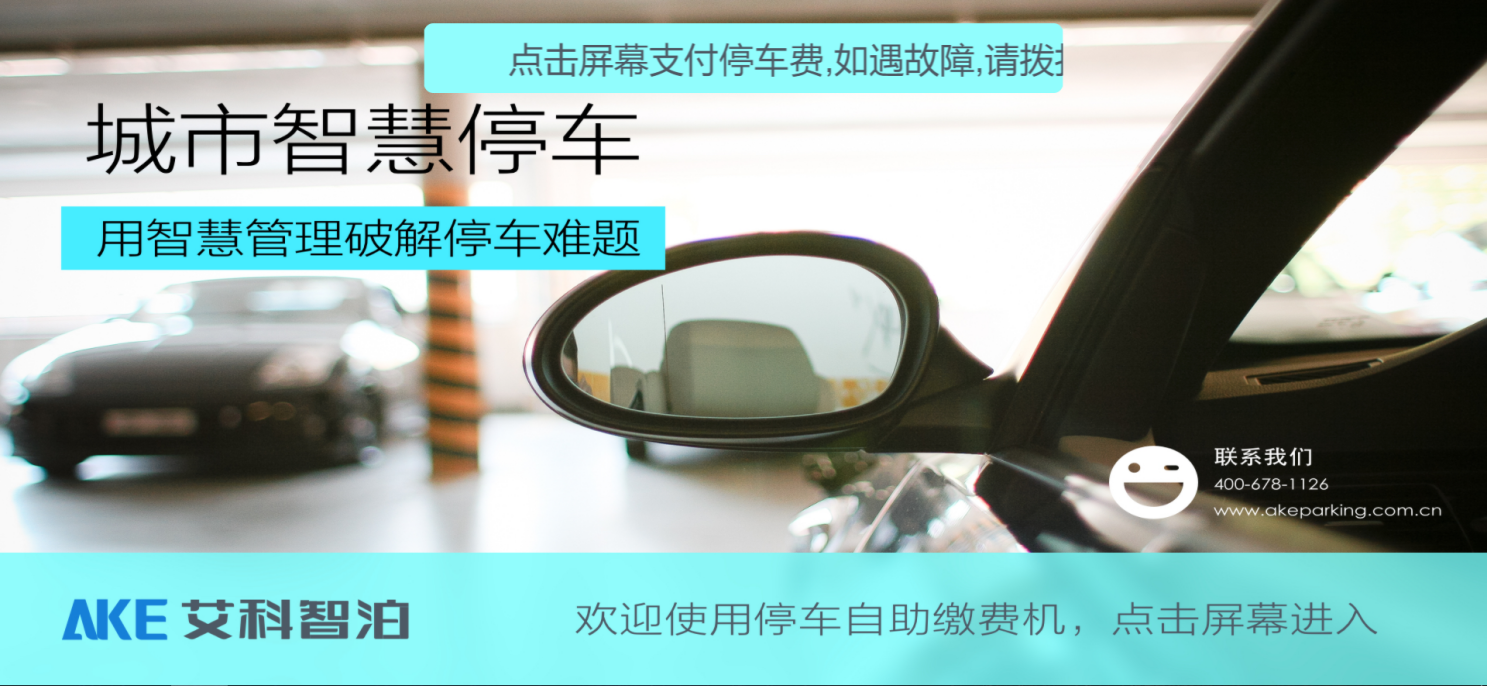 点击屏幕支付停车费,如遇故障,请拨
城市智慧停车
用智慧管理破解停车难题
联系我们
400-678-1126
www.akeparking.com.cn
AKE 艾科智泊
欢迎使用停车自助缴费机，点击屏幕进入